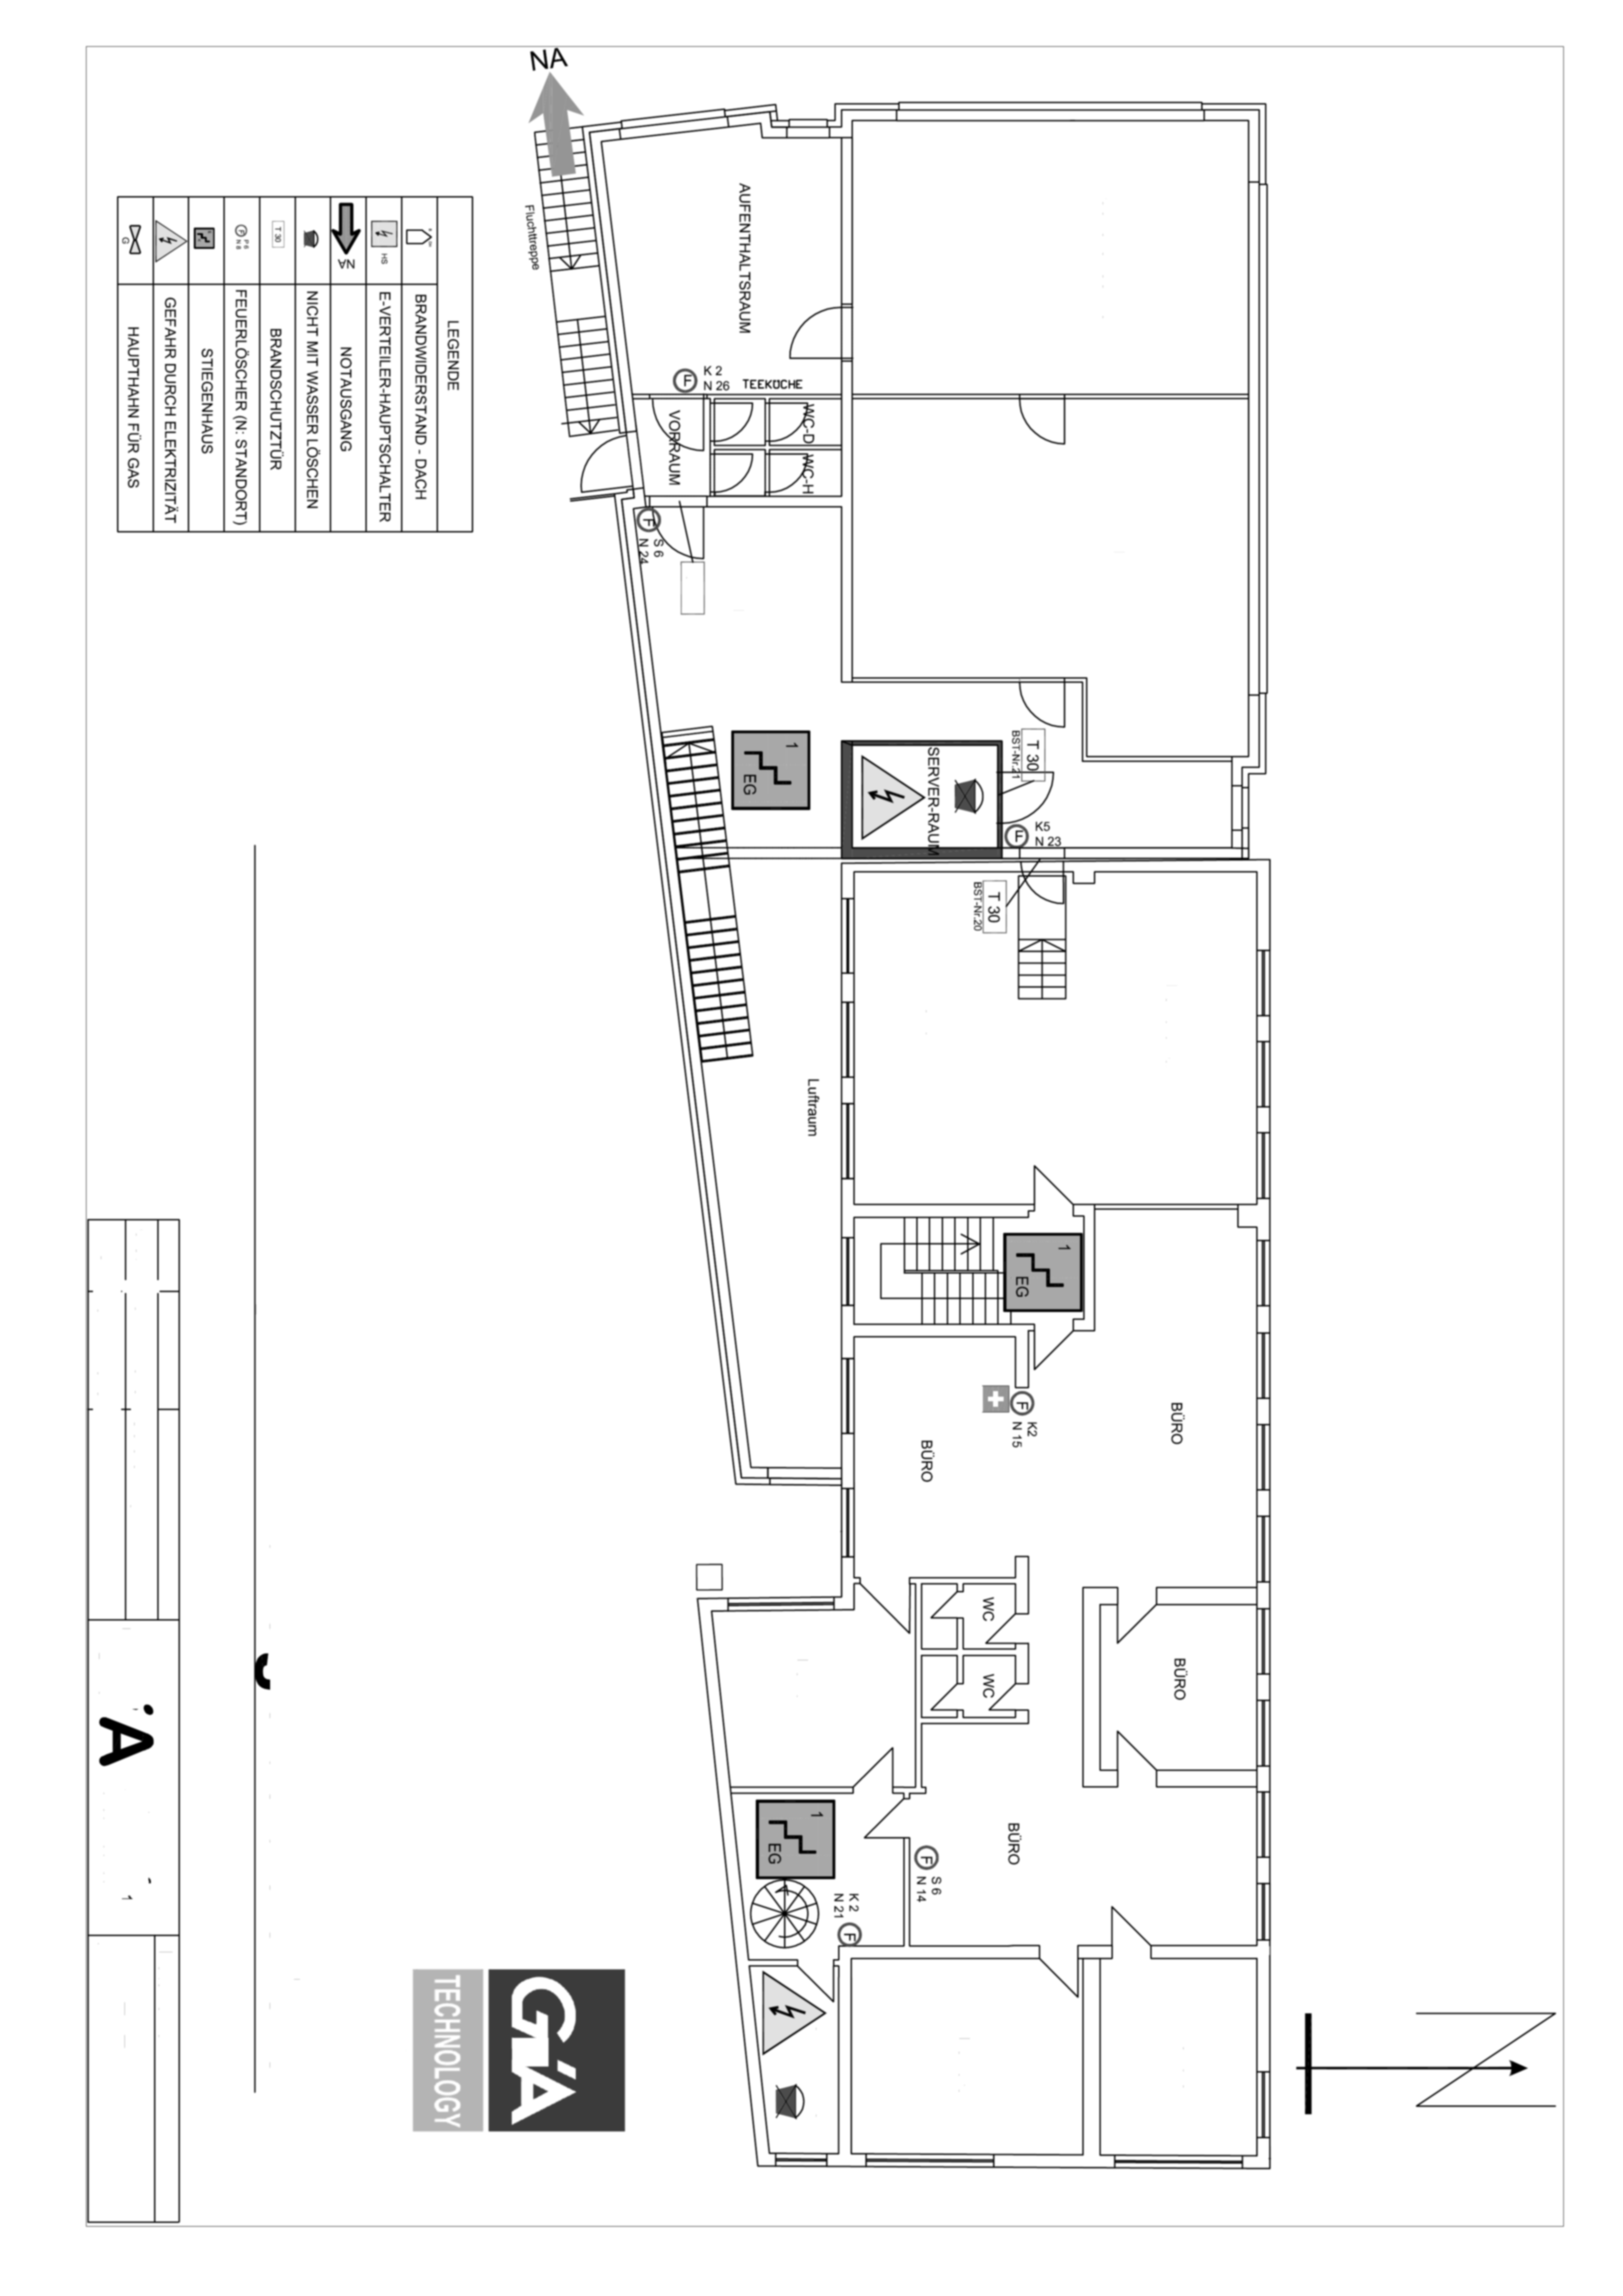 NA
Fluchttreppe
AUFENTHALTSRAUM
K 2
N 26
TEEKÜCHE
VORRAUM
WC-D
WC-H
S 6
N 24
F
F
LEGENDE
BRANDWIDERSTAND - DACH
E-VERTEILER-HAUPTSCHALTER
HS
NOTAUSGANG
NA
NICHT MIT WASSER LÖSCHEN
BRANDSCHUTZTÜR
T 30
FEUERLÖSCHER (N: STANDORT)
F
P 6
N 8
STIEGENHAUS
GEFAHR DURCH ELEKTRIZITÄT
HAUPTHAHN FÜR GAS
G
1
EG
SERVER-RAUM
T 30
BST-Nr.21
F
K5
N 23
T 30
BST-Nr.20
Luftraum
1
EG
F
K2
N 15
BÜRO
BÜRO
WC
WC
BÜRO
BÜRO
1
EG
F
S 6
N 14
K 2
N 21
F
GIA
TECHNOLOGY
A
1
N